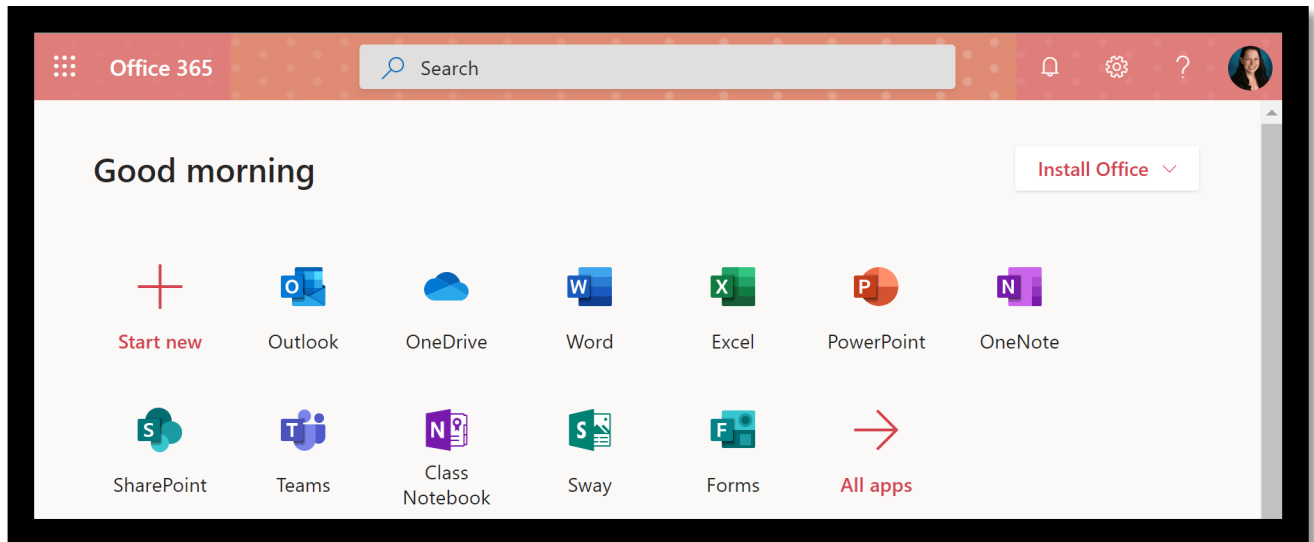 Office 365
Search
?
Good morning
Install Office
O
W
X
P
N
Start new
Outlook
OneDrive
Word
Excel
PowerPoint
OneNote
S
T
N
S
F
SharePoint
Teams
Class
Notebook
Sway
Forms
All apps